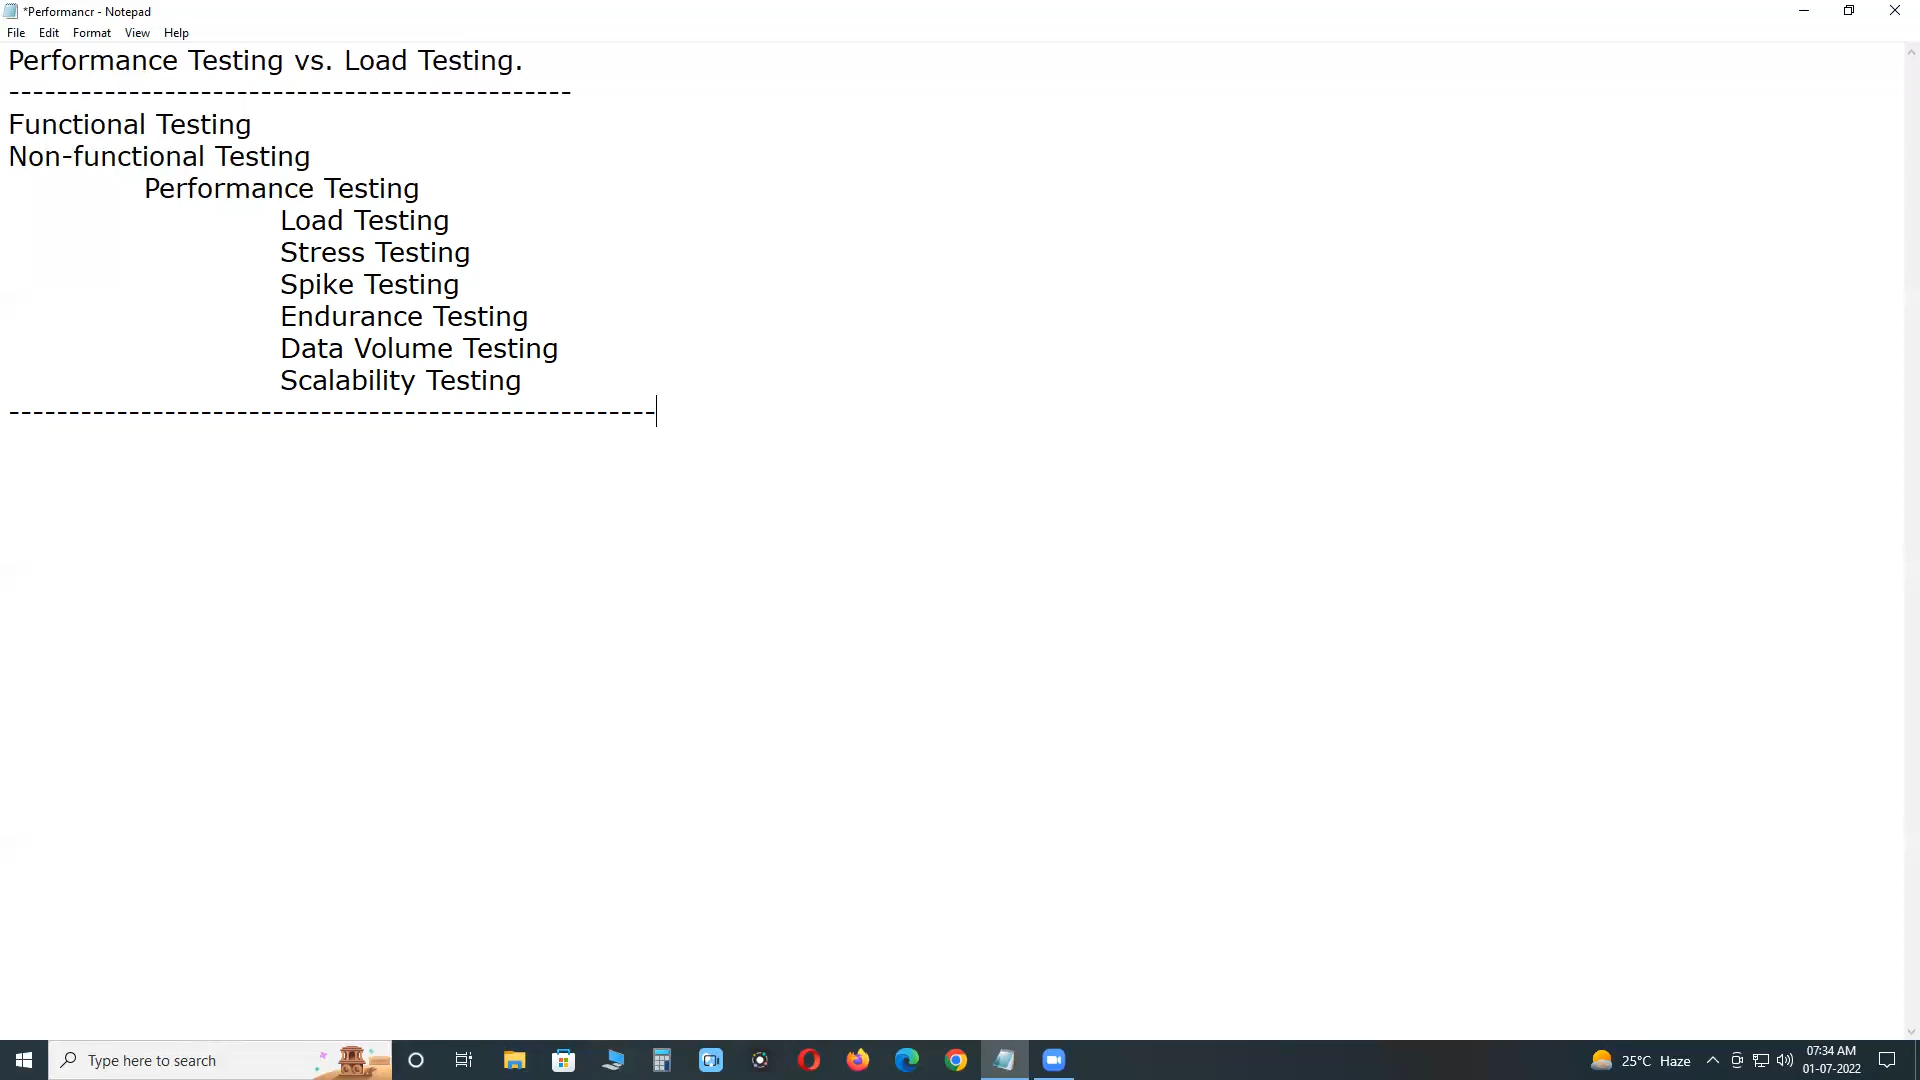 *Performancr - Notepad
File Edit Format View Help
Performance Testing vs. Load Testing.
-----------------------------------------------
Functional Testing
Non-functional Testing
Performance Testing
Load Testing
Stress Testing
Spike Testing
Endurance Testing
Data Volume Testing
Scalability Testing
------------------------------------------------------
Type here to search
25°C Haze
07:34 AM
01-07-2022